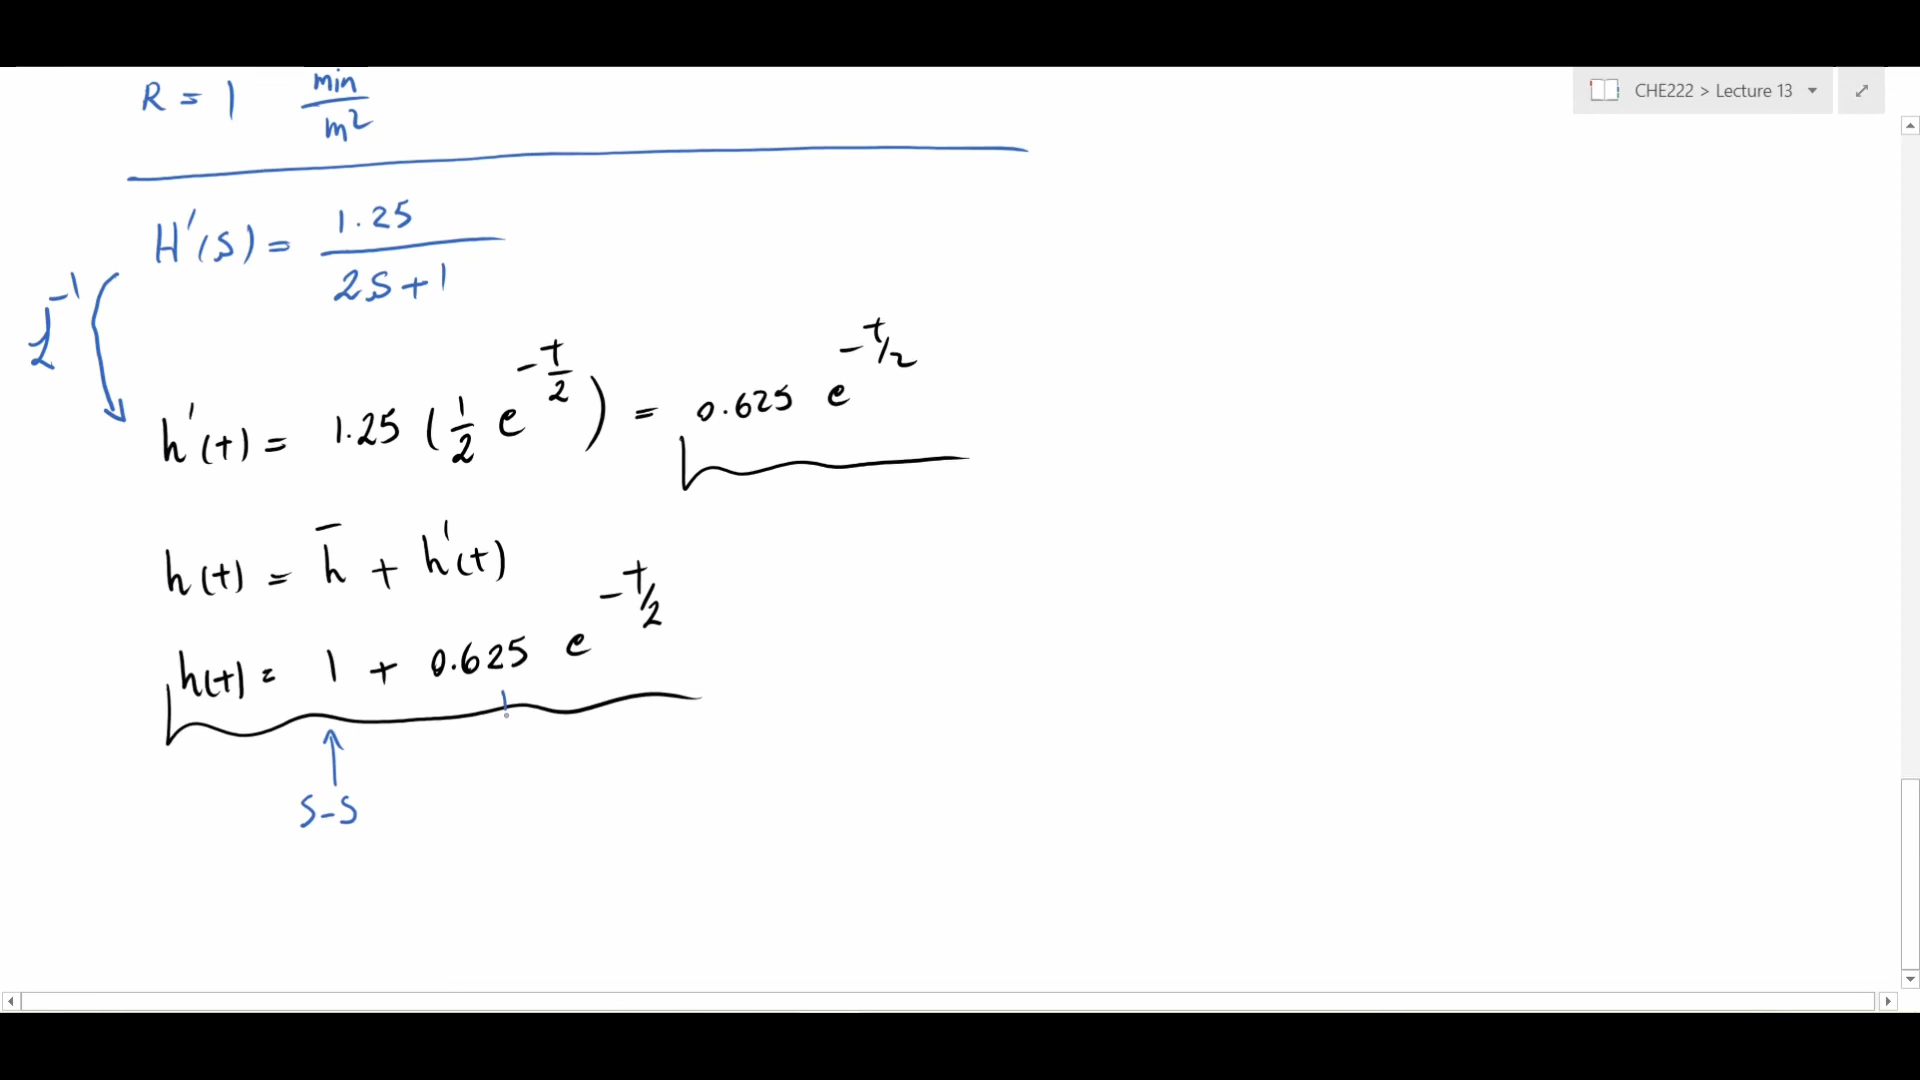 CHE222 > Lecture 13
R = 1 min/m²
H'(s) = 1.25/(2s+1)
ℒ⁻¹
h'(t) = 1.25 (1/2 e^(-t/2)) = 0.625 e^(-t/2)
h(t) = h̄ + h'(t)
h(t) = 1 + 0.625 e^(-t/2)
S-S